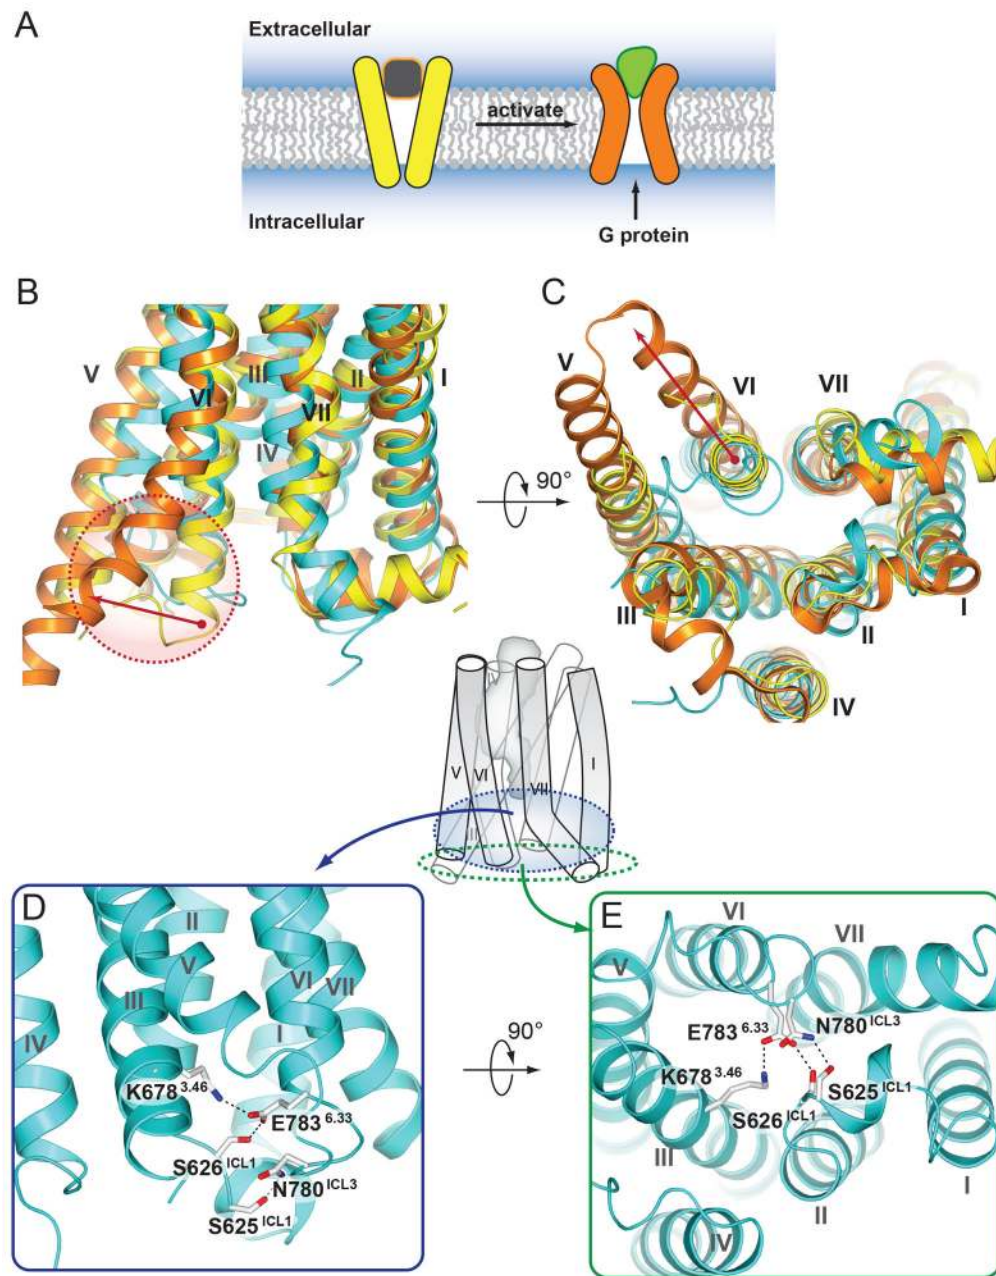 A
Extracellular
activate
Intracellular
G protein
B
V
VI
III
II
I
VII
IV
90°
C
V
VI
VII
III
II
I
IV
V
VI
VII
I
III
D
II
V
III
VI
VII
IV
I
K678 3.46
E783 6.33
S626 ICL1
N780 ICL3
S625 ICL1
90°
E
VI
VII
V
E783 6.33
N780 ICL3
K678 3.46
S625 ICL1
S626 ICL1
III
I
II
IV